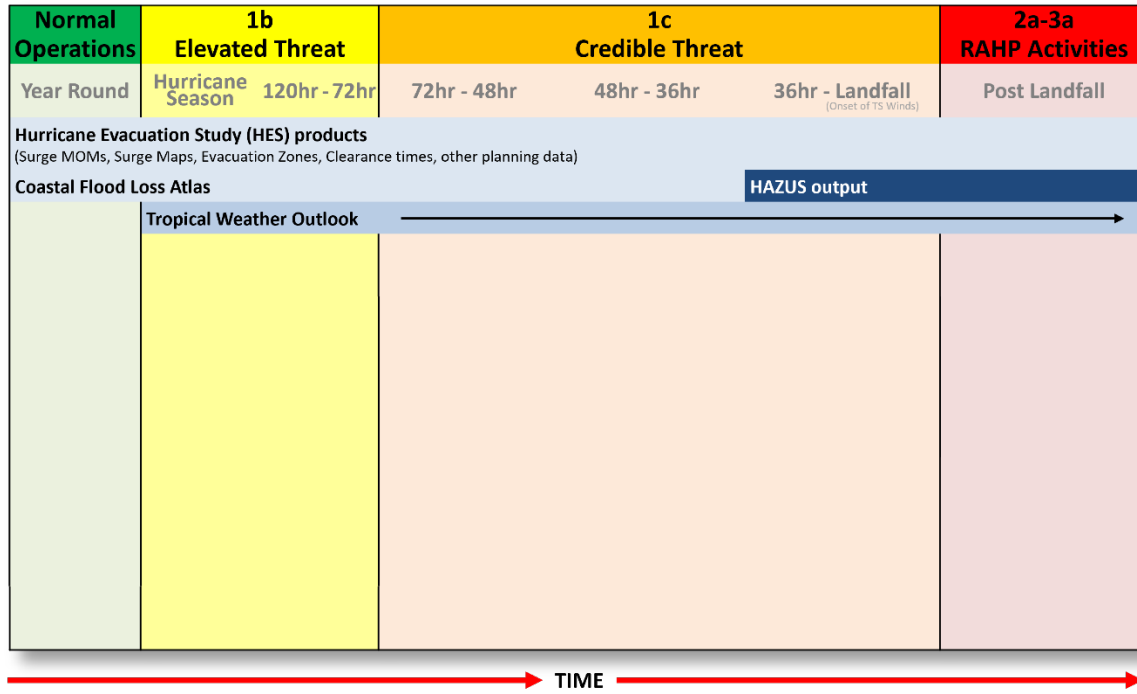 Normal Operations
1b
Elevated Threat
1c
Credible Threat
2a-3a
RAHP Activities
Year Round
Hurricane Season
120hr - 72hr
72hr - 48hr
48hr - 36hr
36hr - Landfall
(Onset of TS Winds)
Post Landfall
Hurricane Evacuation Study (HES) products
(Surge MOMs, Surge Maps, Evacuation Zones, Clearance times, other planning data)
Coastal Flood Loss Atlas
HAZUS output
Tropical Weather Outlook
TIME